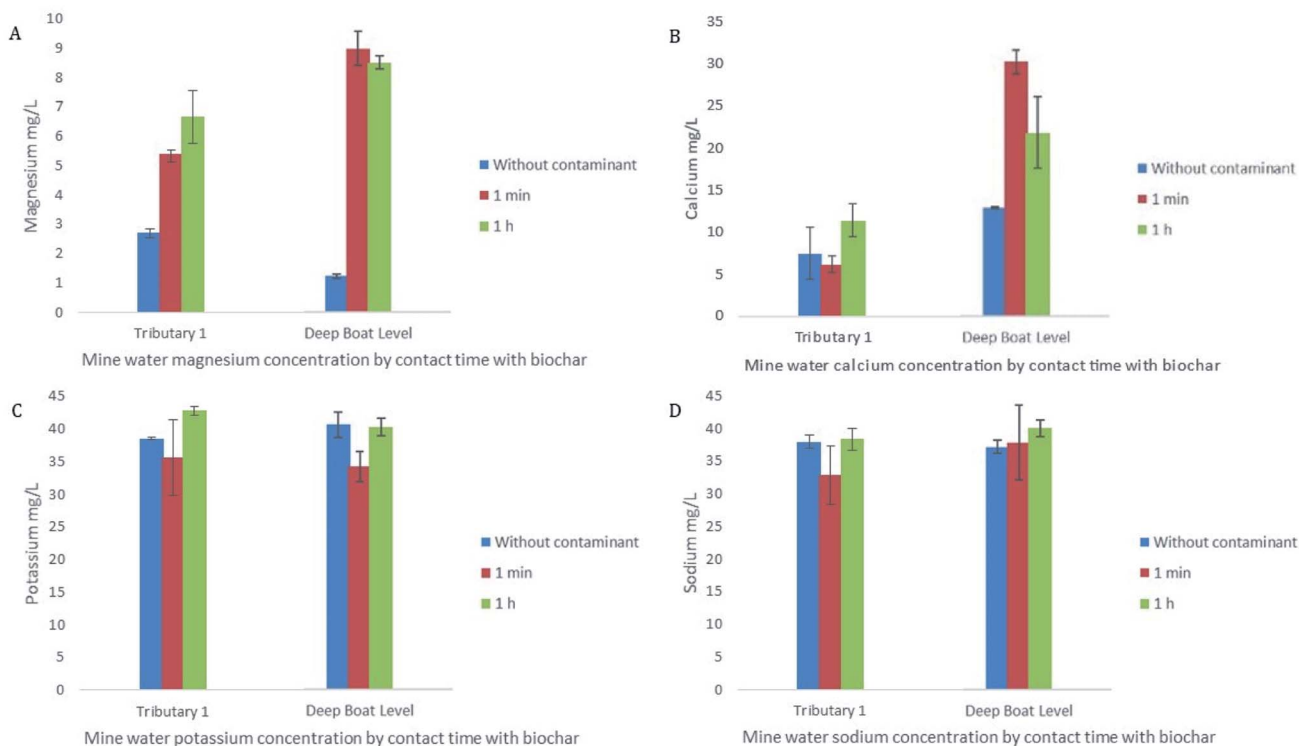 A
Magnesium mg/L
10
9
8
7
6
5
4
3
2
1
0
Without contaminant
1 min
1 h
Tributary 1
Deep Boat Level
Mine water magnesium concentration by contact time with biochar
B
Calcium mg/L
35
30
25
20
15
10
5
0
Without contaminant
1 min
1 h
Tributary 1
Deep Boat Level
Mine water calcium concentration by contact time with biochar
C
Potassium mg/L
45
40
35
30
25
20
15
10
5
0
Without contaminant
1 min
1 h
Tributary 1
Deep Boat Level
Mine water potassium concentration by contact time with biochar
D
Sodium mg/L
45
40
35
30
25
20
15
10
5
0
Without contaminant
1 min
1 h
Tributary 1
Deep Boat Level
Mine water sodium concentration by contact time with biochar